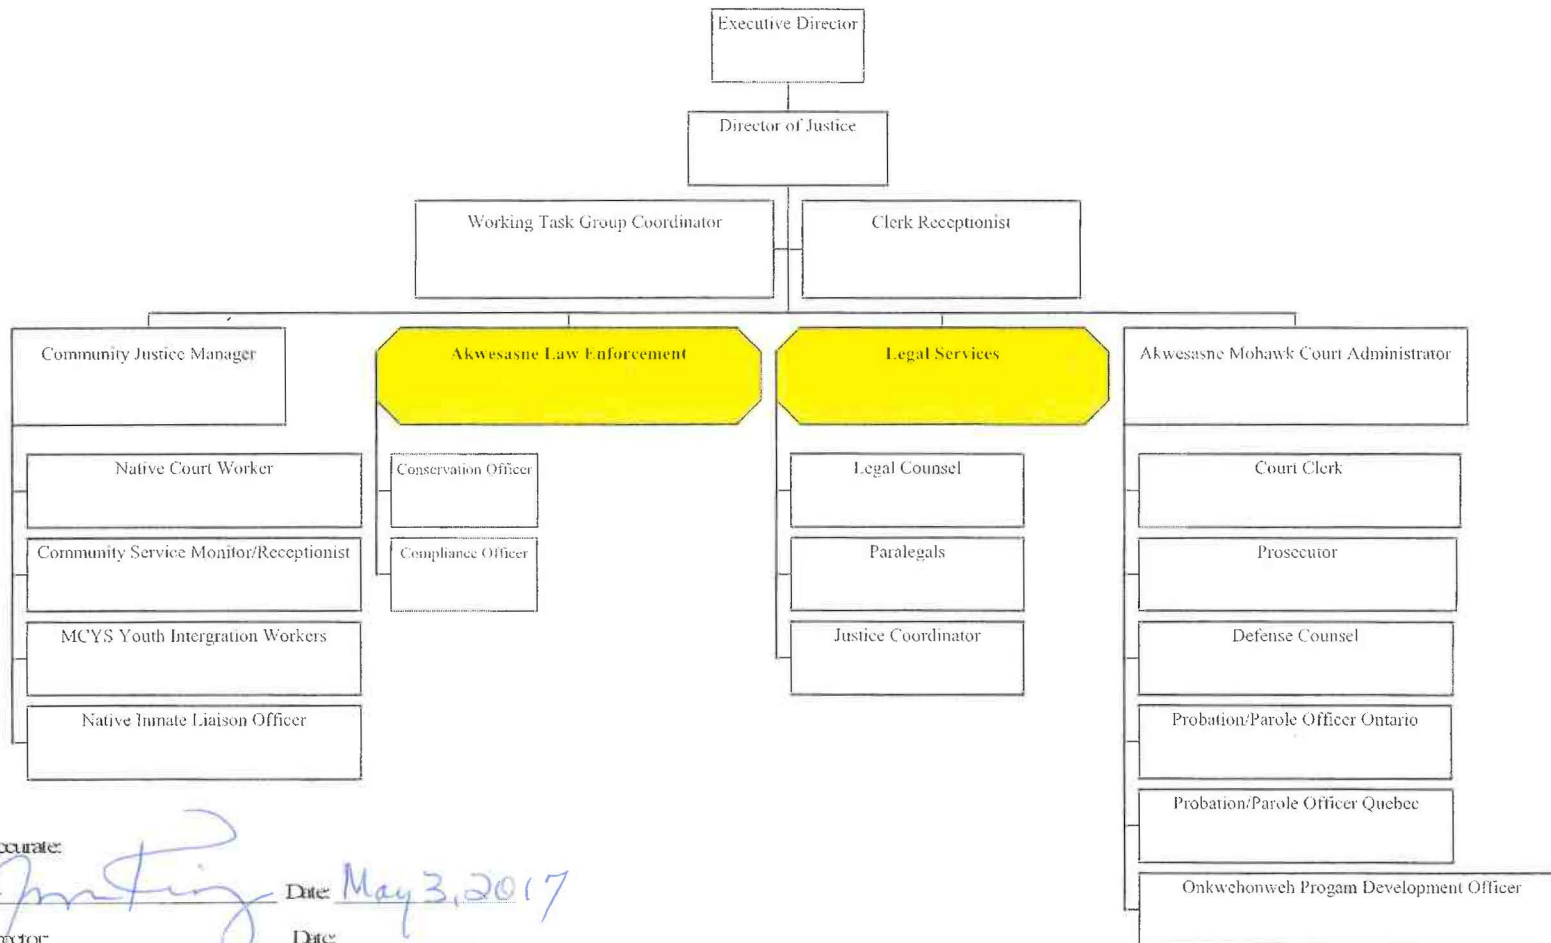 Executive Director
Director of Justice
Working Task Group Coordinator
Clerk Receptionist
Community Justice Manager
Akwesasne Law Enforcement
Legal Services
Akwesasne Mohawk Court Administrator
Native Court Worker
Conservation Officer
Legal Counsel
Court Clerk
Community Service Monitor/Receptionist
Compliance Officer
Paralegals
Prosecutor
MCYS Youth Intergration Workers
Justice Coordinator
Defense Counsel
Native Inmate Liaison Officer
Probation/Parole Officer Ontario
Probation/Parole Officer Quebec
Onkwehonweh Progam Development Officer
Date: May 3, 2017
Date: